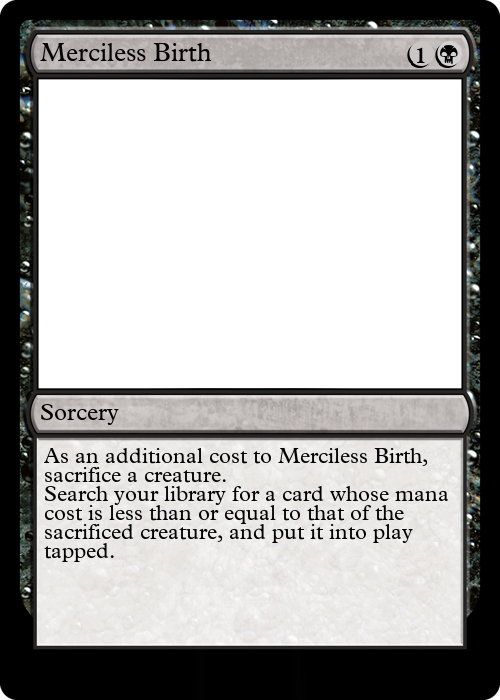 Merciless Birth 1
Sorcery
As an additional cost to Merciless Birth,
sacrifice a creature.
Search your library for a card whose mana
cost is less than or equal to that of the
sacrificed creature, and put it into play
tapped.